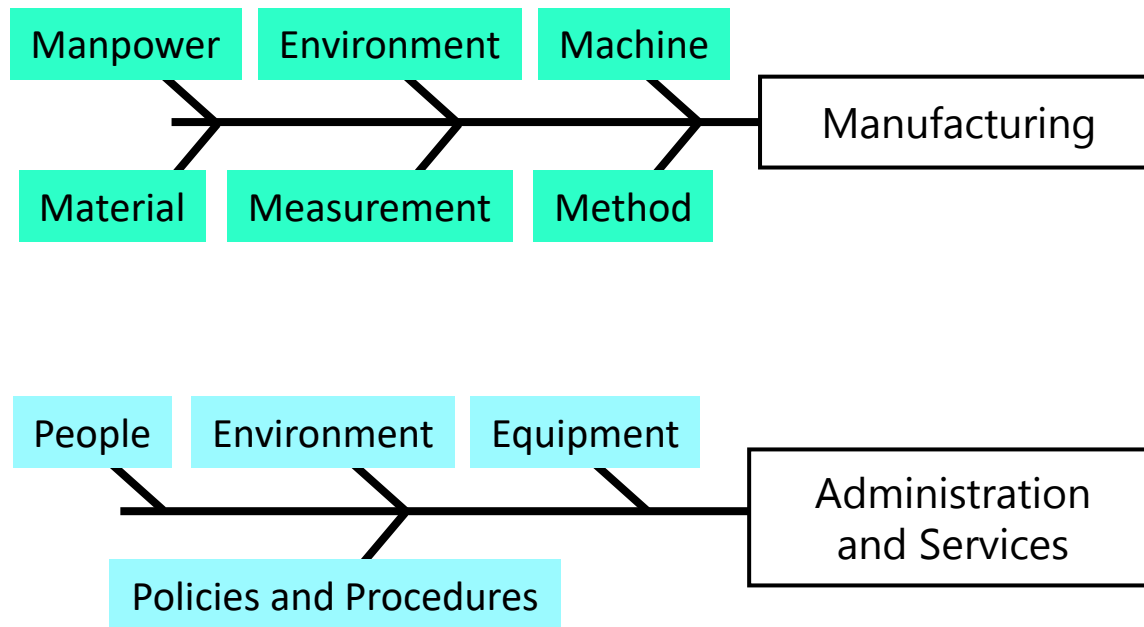 Manpower
Environment
Machine
Manufacturing
Material
Measurement
Method
People
Environment
Equipment
Administration
and Services
Policies and Procedures